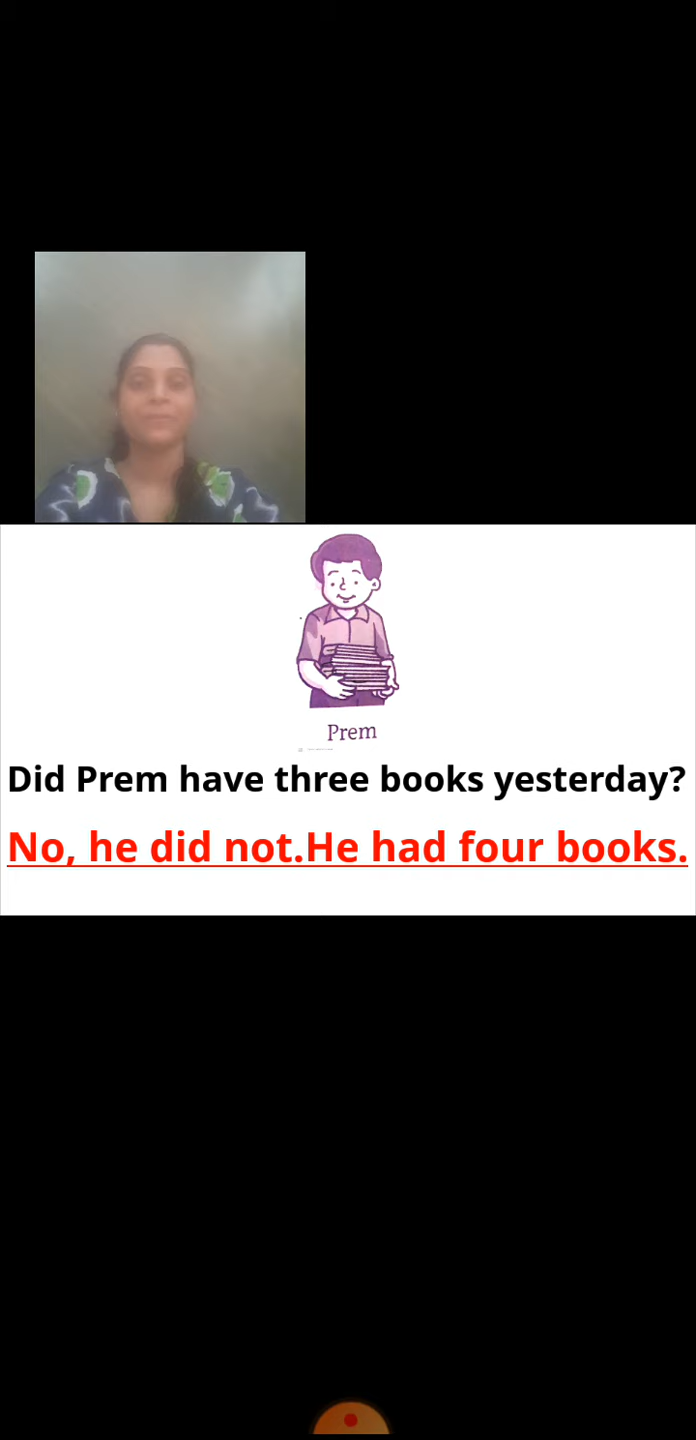 Prem
Did Prem have three books yesterday?
No, he did not.He had four books.